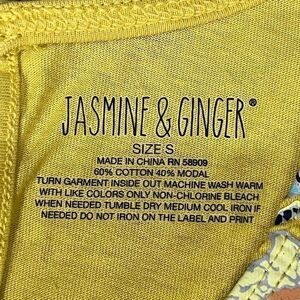 JASMINE & GINGER®
SIZE S
MADE IN CHINA RN 58909
60% COTTON 40% MODAL
TURN GARMENT INSIDE OUT MACHINE WASH WARM
WITH LIKE COLORS ONLY NON-CHLORINE BLEACH
WHEN NEEDED TUMBLE DRY MEDIUM COOL IRON IF
NEEDED DO NOT IRON ON THE LABEL AND PRINT